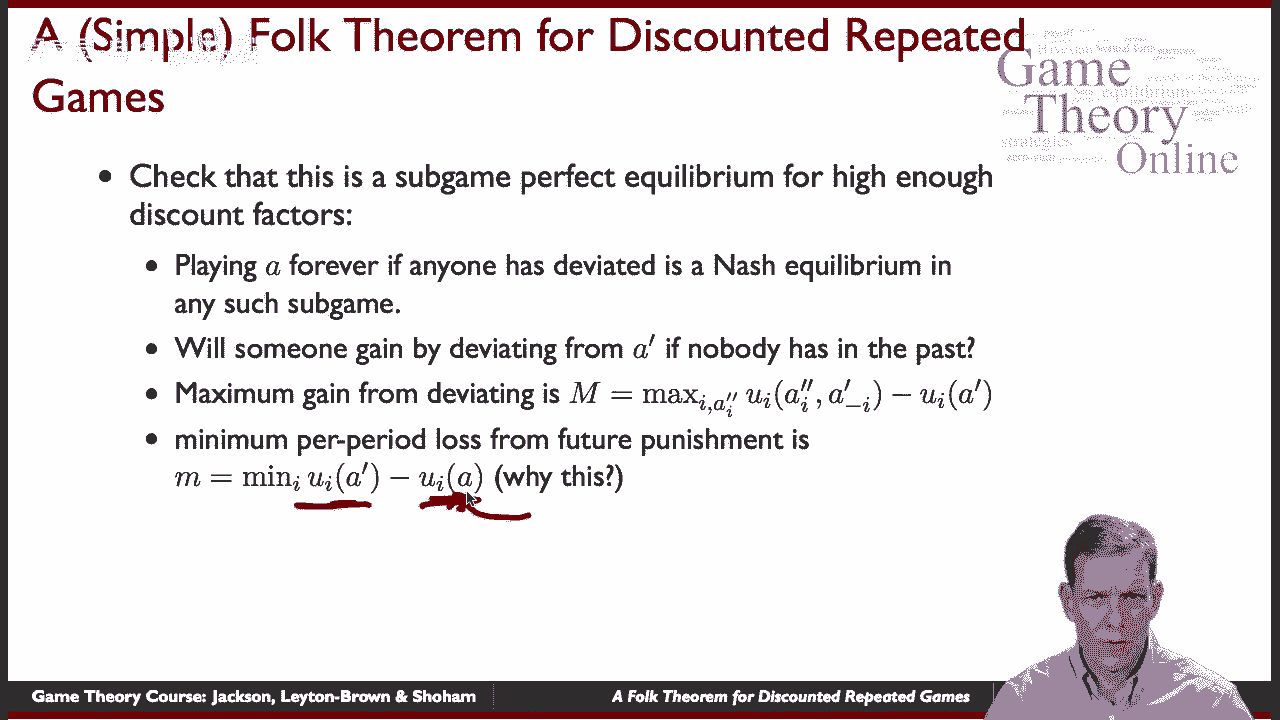 A (Simple) Folk Theorem for Discounted Repeated
Games
Game
Theory
Online
strategies
• Check that this is a subgame perfect equilibrium for high enough
discount factors:
• Playing a forever if anyone has deviated is a Nash equilibrium in
any such subgame.
• Will someone gain by deviating from a′ if nobody has in the past?
• Maximum gain from deviating is M = max_{i,a″_i} u_i(a″_i, a′_{−i}) − u_i(a′)
• minimum per-period loss from future punishment is
m = min_i u_i(a′) − u_i(a) (why this?)
Game Theory Course: Jackson, Leyton-Brown & Shoham
A Folk Theorem for Discounted Repeated Games